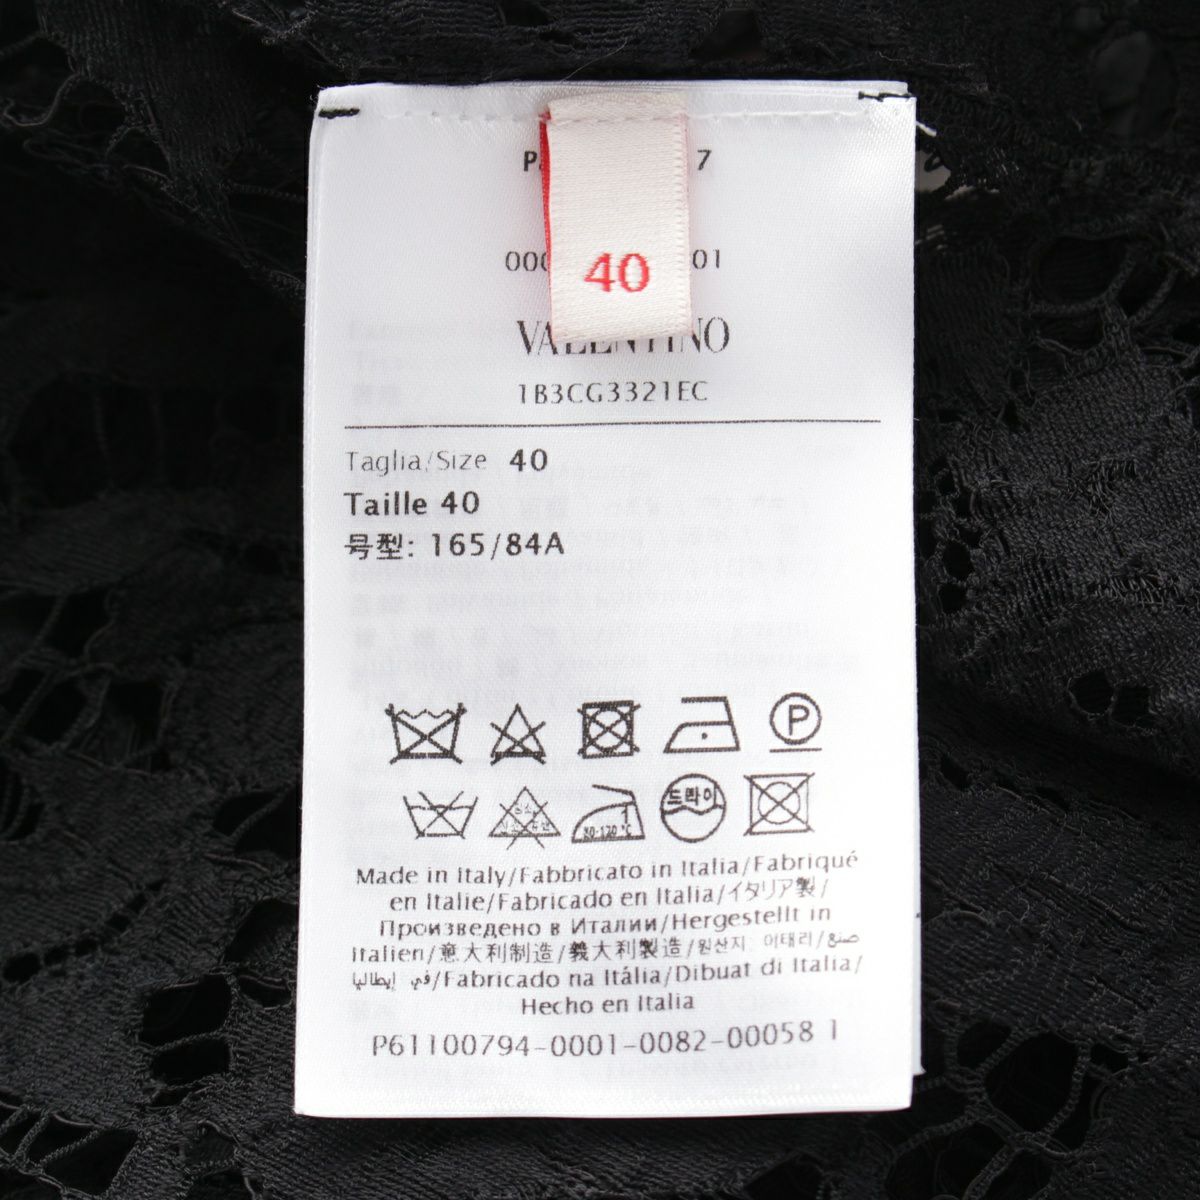 40
VALENTINO
1B3CG3321EC
Taglia/Size 40
Taille 40
号型: 165/84A
P
드라이
1
80-120℃
Made in Italy/Fabbricato in Italia/Fabriqué
en Italie/Fabricado en Italia/イタリア製/
Произведено в Италии/Hergestellt in
Italien/意大利制造/義大利製造/원산지: 이태리/صنع
في إيطاليا/Fabricado na Itália/Dibuat di Italia/
Hecho en Italia
P61100794-0001-0082-00058 1